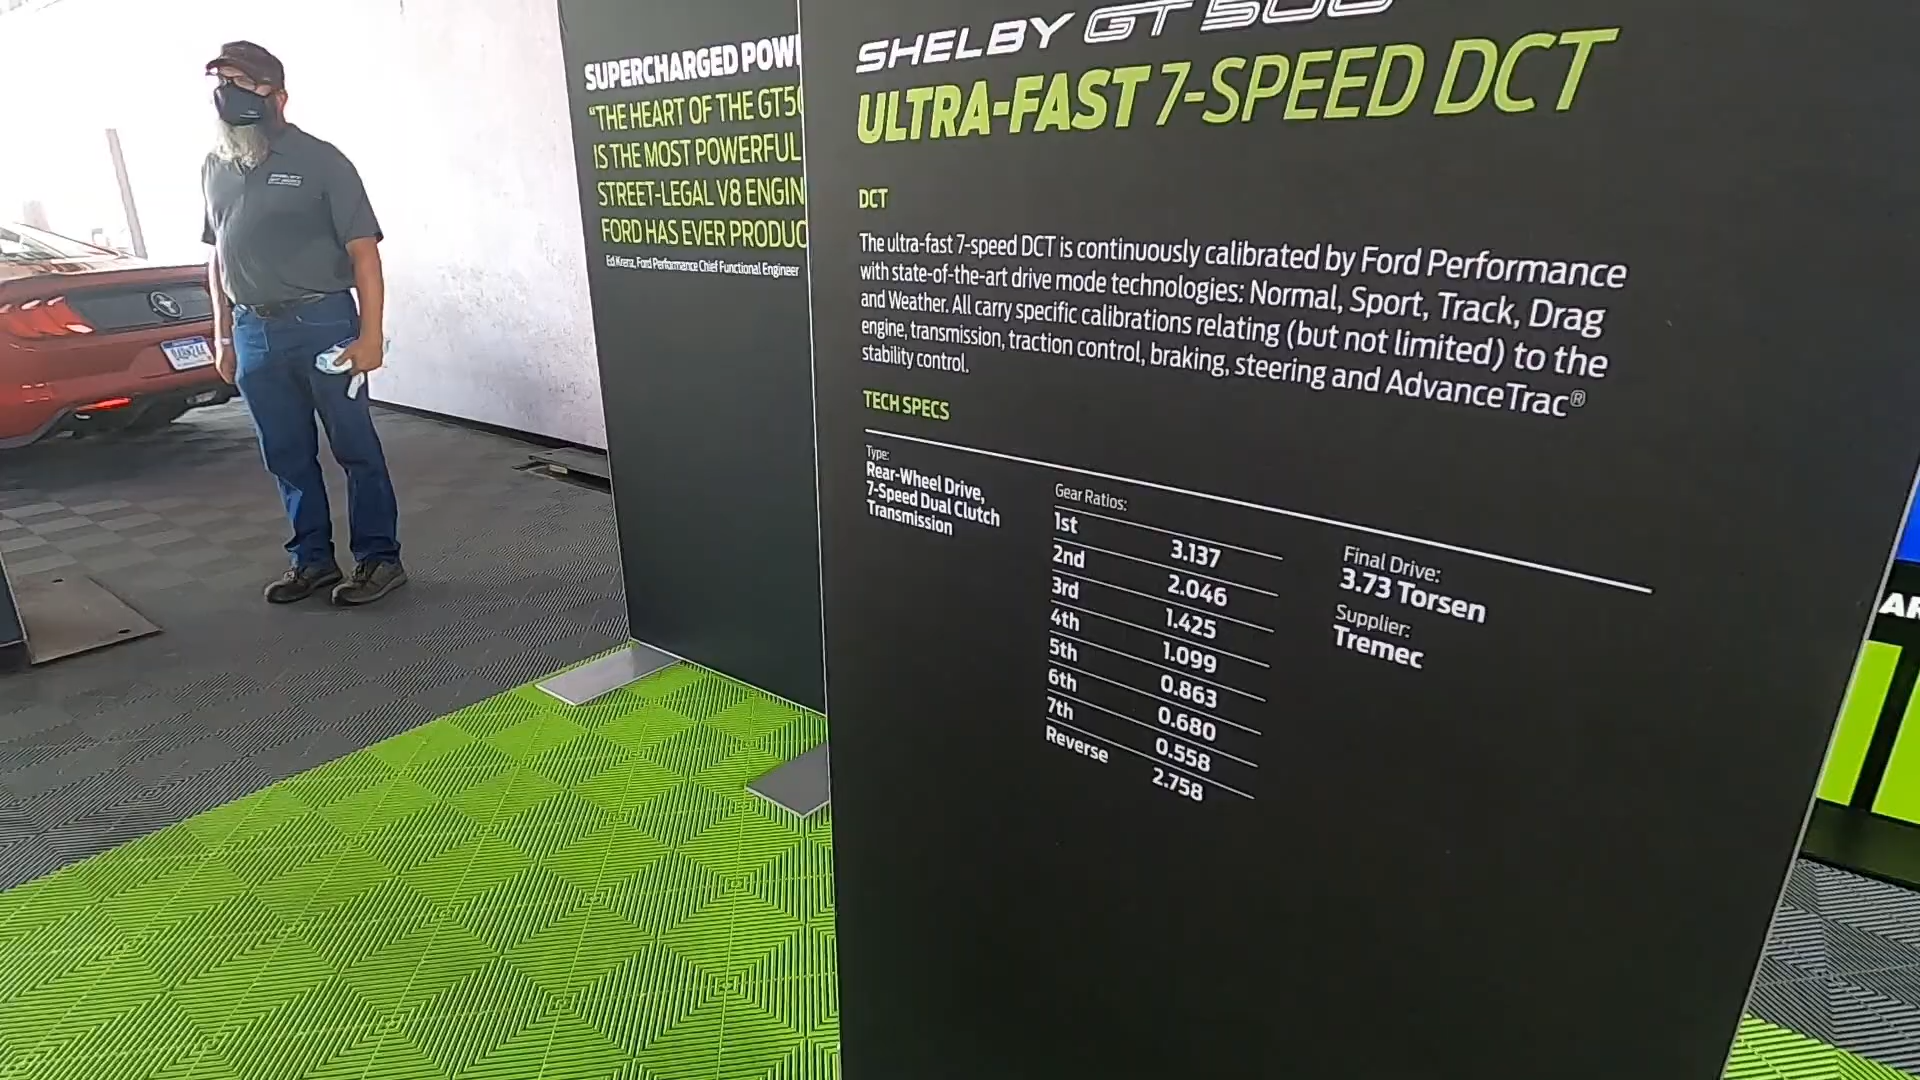 SUPERCHARGED POW
"THE HEART OF THE GT50
IS THE MOST POWERFUL
STREET-LEGAL V8 ENGIN
FORD HAS EVER PRODUC
Ed Krenz, Ford Performance Chief Functional Engineer
SHELBY GT 500
ULTRA-FAST 7-SPEED DCT
DCT
The ultra-fast 7-speed DCT is continuously calibrated by Ford Performance
with state-of-the-art drive mode technologies: Normal, Sport, Track, Drag
and Weather. All carry specific calibrations relating (but not limited) to the
engine, transmission, traction control, braking, steering and AdvanceTrac®
stability control.
TECH SPECS
Type:
Rear-Wheel Drive,
7-Speed Dual Clutch
Transmission
Gear Ratios:
1st 3.137
2nd 2.046
3rd 1.425
4th 1.099
5th 0.863
6th 0.680
7th 0.558
Reverse 2.758
Final Drive:
3.73 Torsen
Supplier:
Tremec